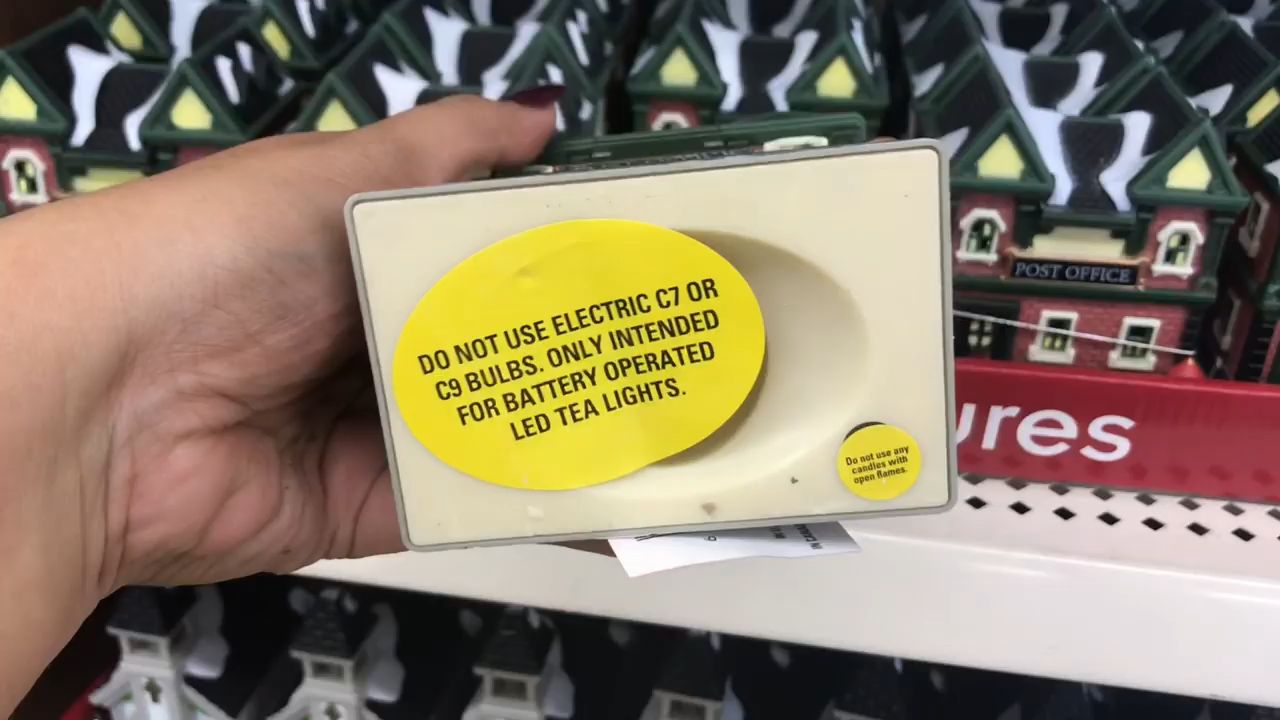 DO NOT USE ELECTRIC C7 OR
C9 BULBS. ONLY INTENDED
FOR BATTERY OPERATED
LED TEA LIGHTS.
Do not use any
candles with
open flames.
POST OFFICE
ures